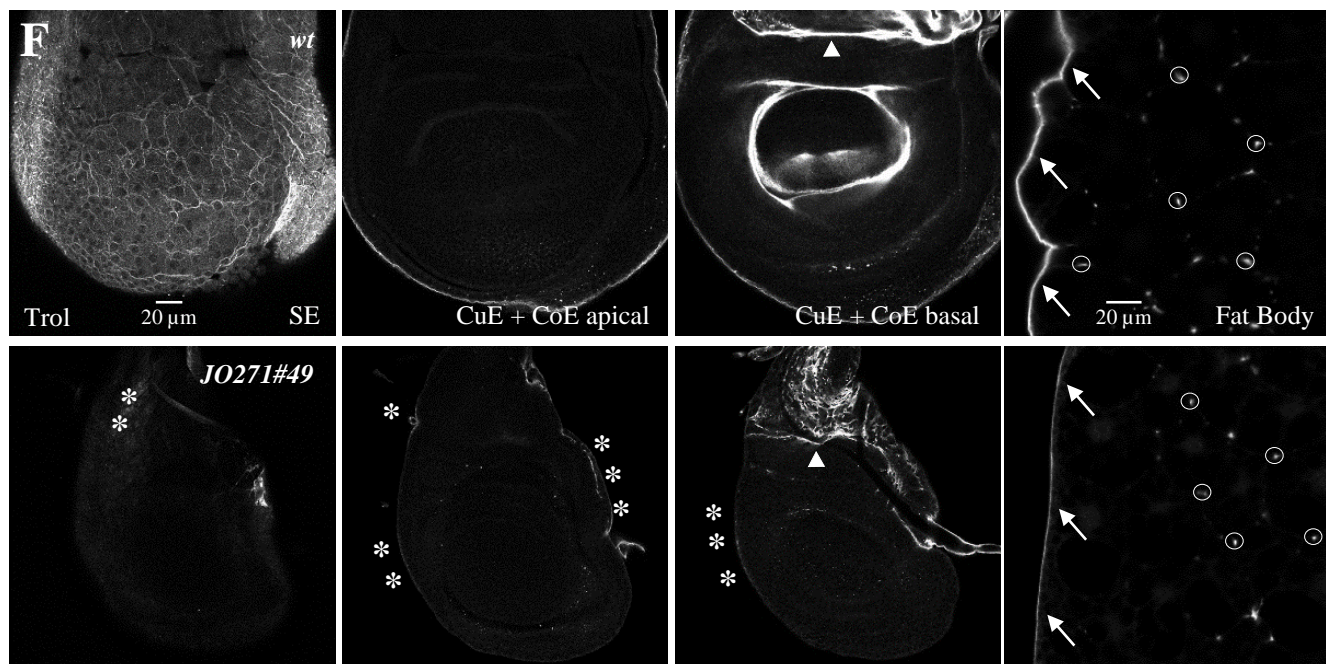 F
wt
Trol
20 µm
SE
CuE + CoE apical
CuE + CoE basal
20 µm
Fat Body
JO271#49